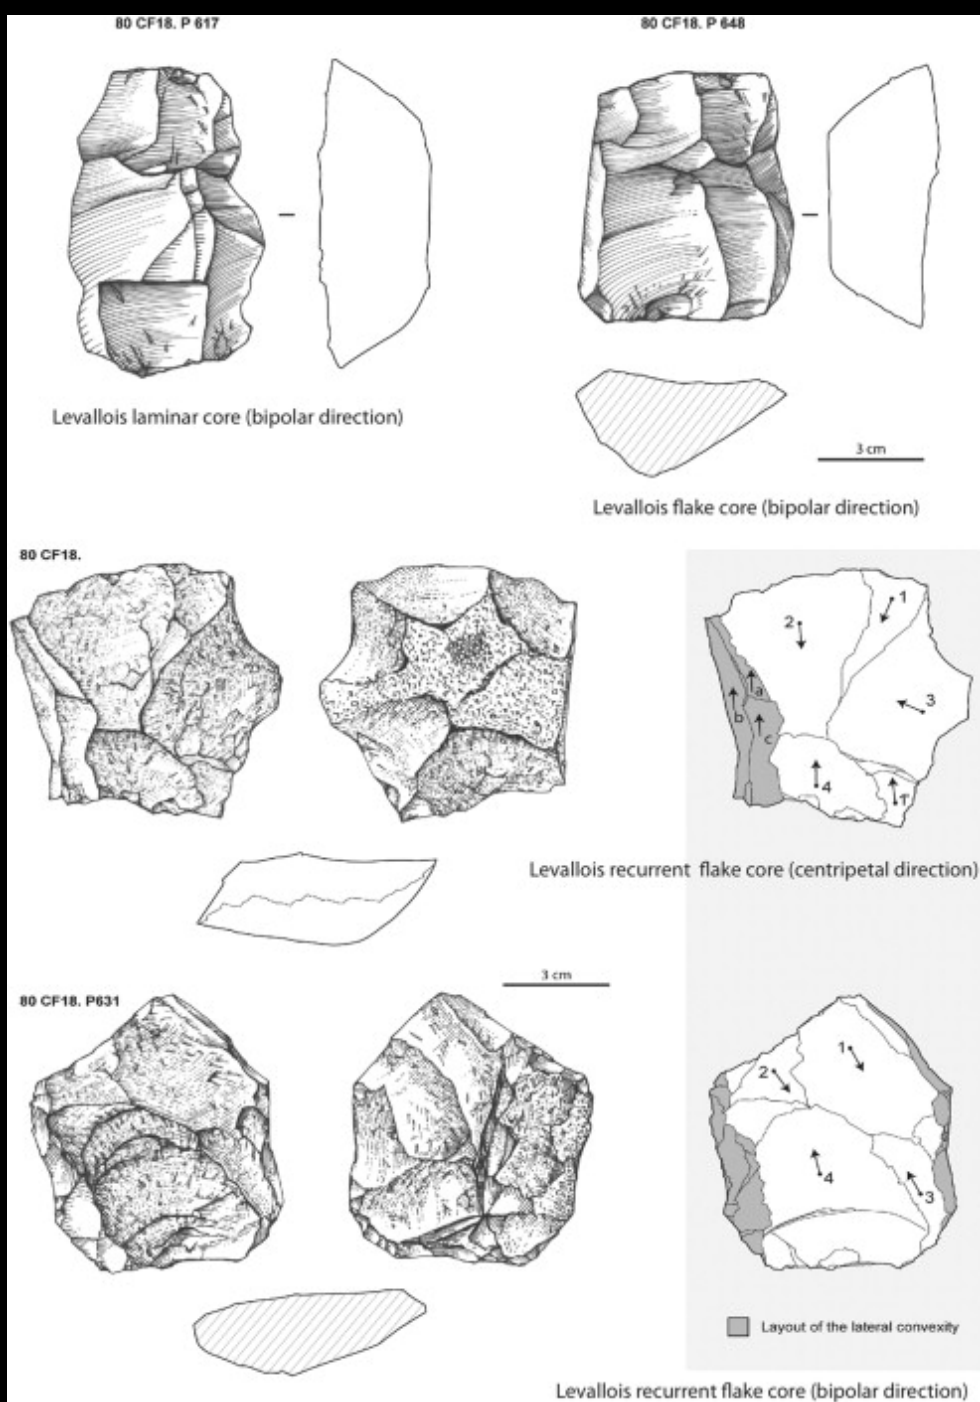 80 CF18. P 617
80 CF18. P 648
Levallois laminar core (bipolar direction)
3 cm
Levallois flake core (bipolar direction)
80 CF18.
1
2
3
a
b
c
4
1'
Levallois recurrent flake core (centripetal direction)
3 cm
80 CF18. P631
1
2
4
3
Layout of the lateral convexity
Levallois recurrent flake core (bipolar direction)